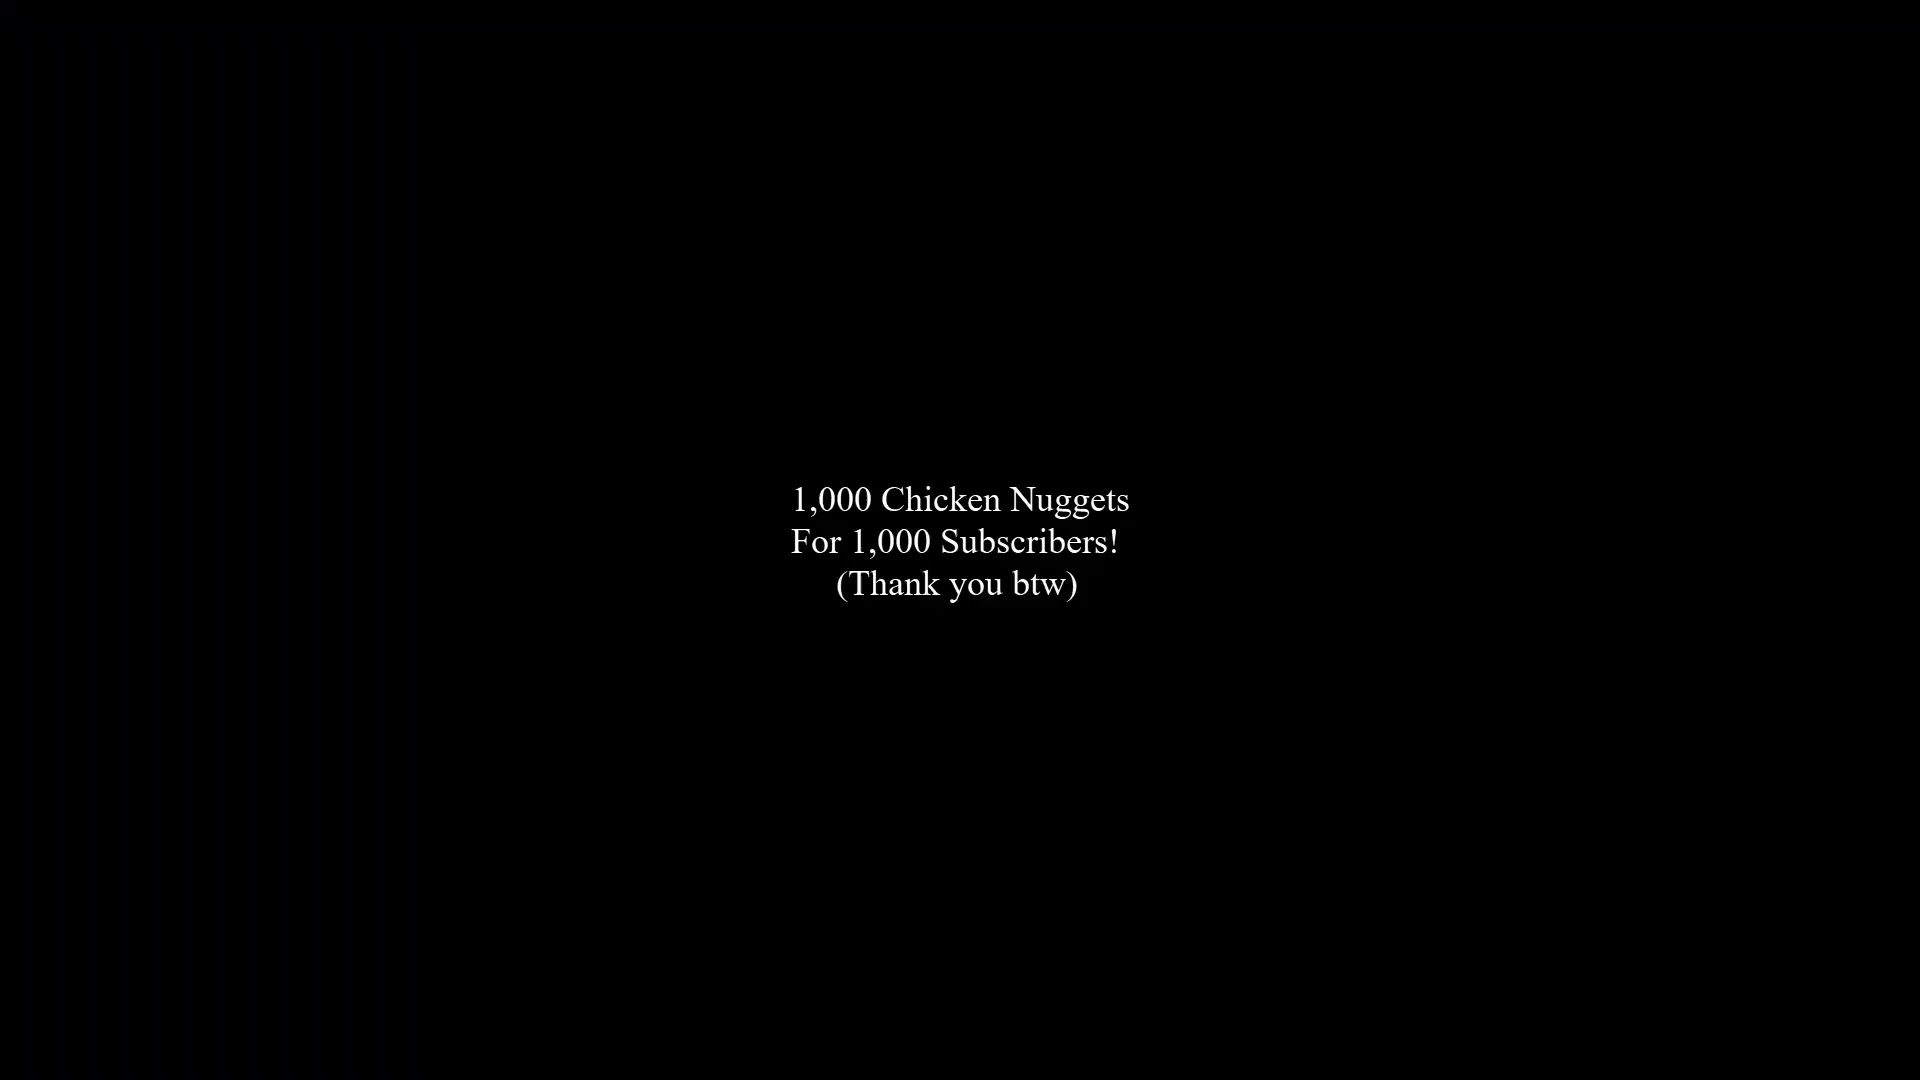 1,000 Chicken Nuggets
For 1,000 Subscribers!
(Thank you btw)